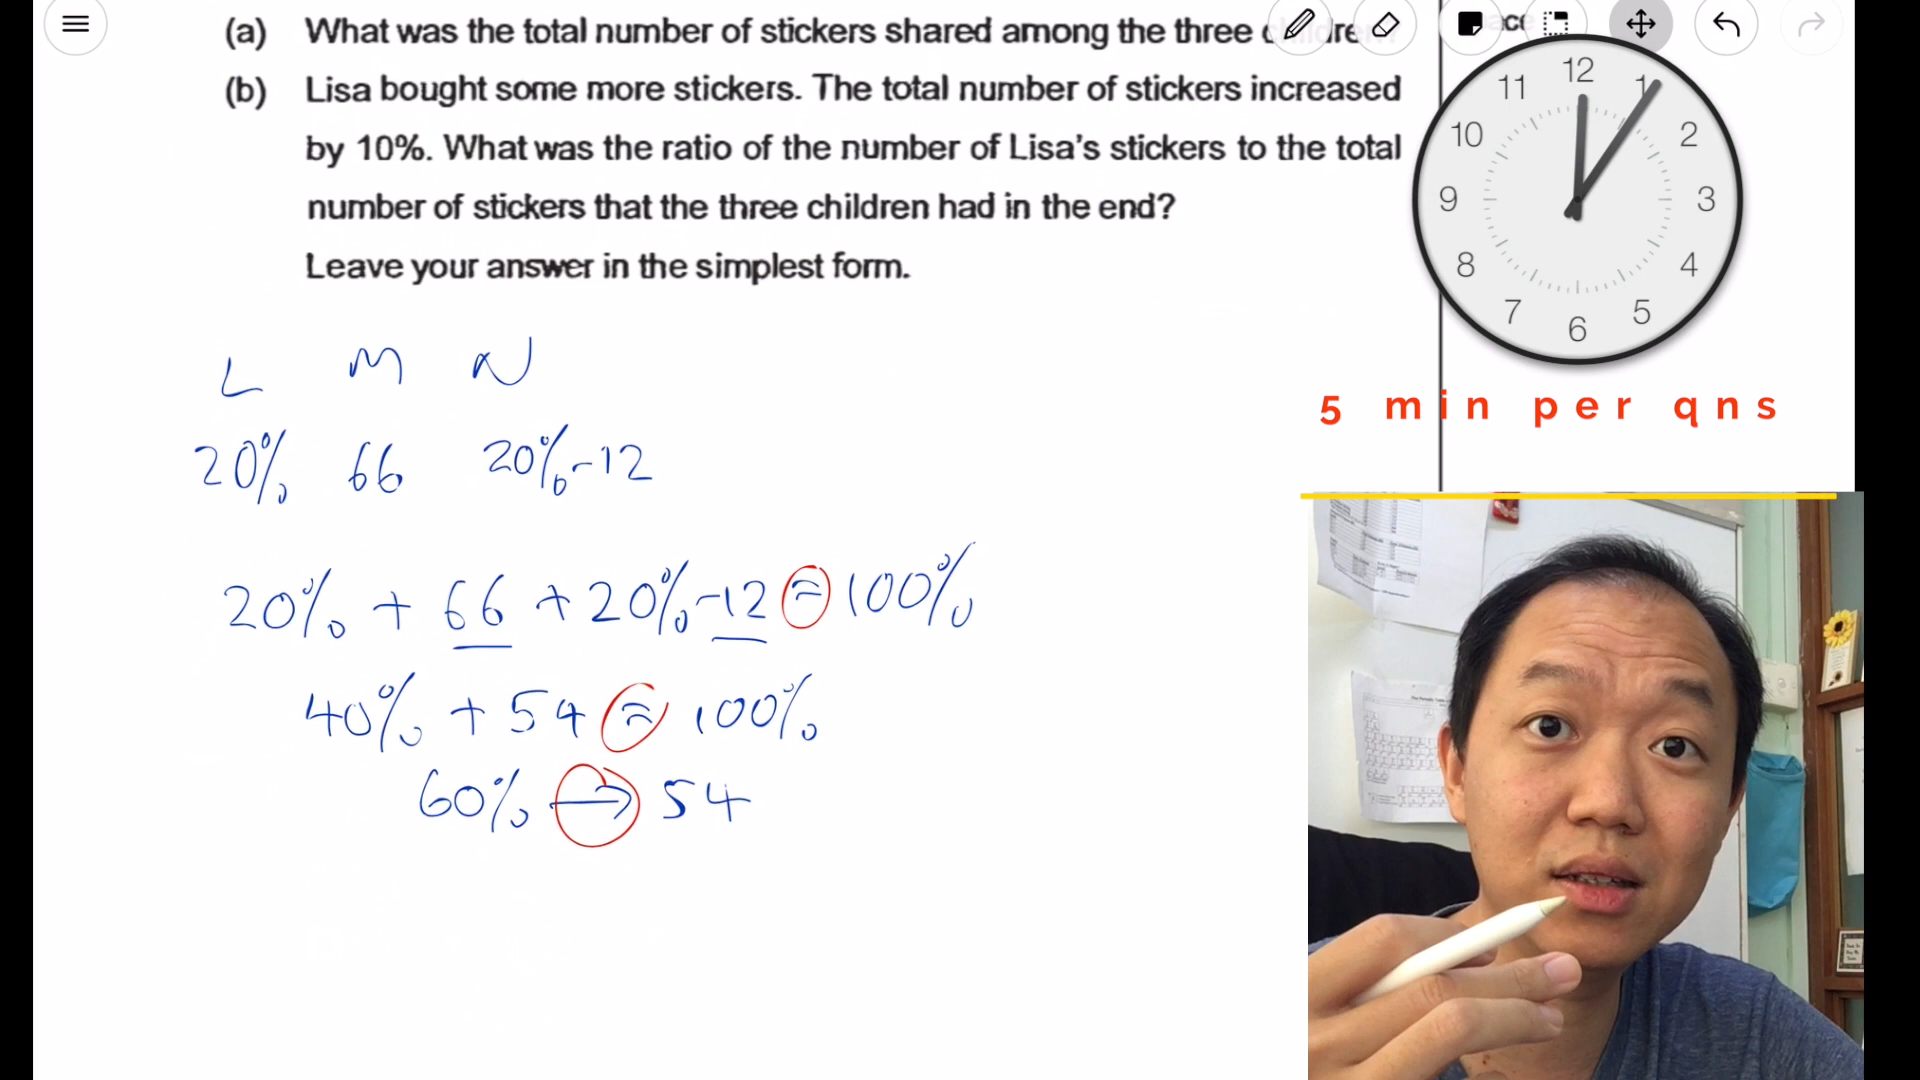 (a) What was the total number of stickers shared among the three
(b) Lisa bought some more stickers. The total number of stickers increased
by 10%. What was the ratio of the number of Lisa's stickers to the total
number of stickers that the three children had in the end?
Leave your answer in the simplest form.
12
11 1
10 2
9 3
8 4
7 5
6
5 min per qns
L M N
20% 66 20%-12
20% + 66 + 20%-12 = 100%
40% + 54 = 100%
60% → 54